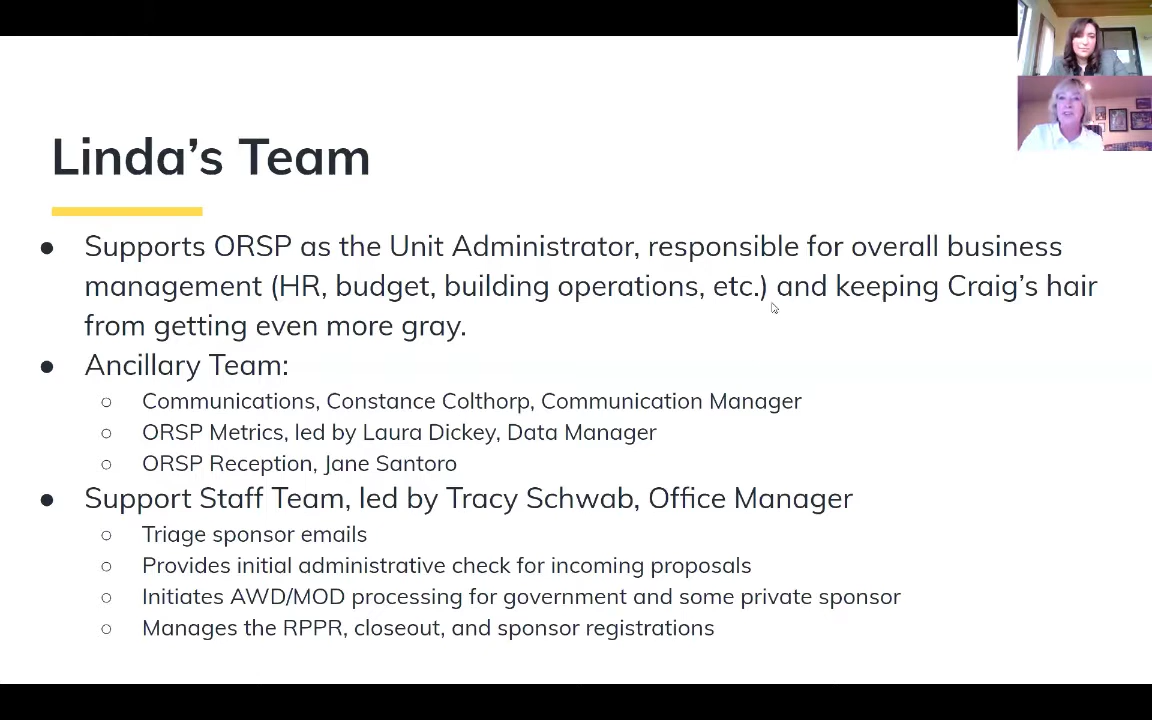 Linda’s Team
● Supports ORSP as the Unit Administrator, responsible for overall business
management (HR, budget, building operations, etc.) and keeping Craig’s hair
from getting even more gray.
● Ancillary Team:
○ Communications, Constance Colthorp, Communication Manager
○ ORSP Metrics, led by Laura Dickey, Data Manager
○ ORSP Reception, Jane Santoro
● Support Staff Team, led by Tracy Schwab, Office Manager
○ Triage sponsor emails
○ Provides initial administrative check for incoming proposals
○ Initiates AWD/MOD processing for government and some private sponsor
○ Manages the RPPR, closeout, and sponsor registrations